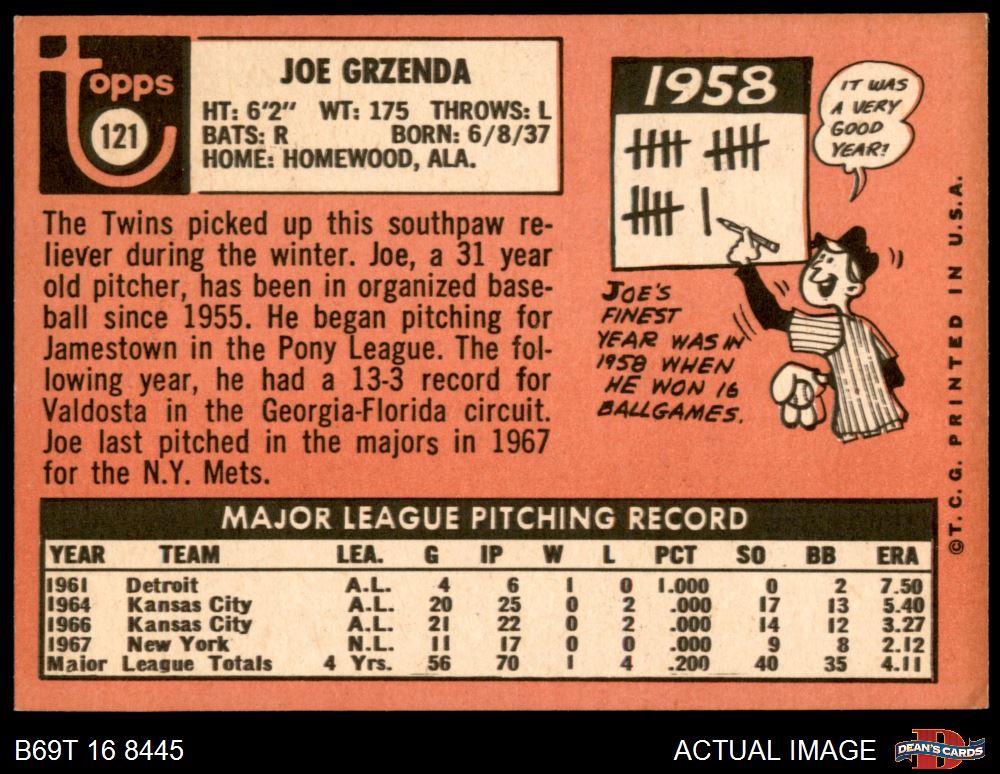 Topps
121
JOE GRZENDA
HT: 6'2" WT: 175 THROWS: L
BATS: R BORN: 6/8/37
HOME: HOMEWOOD, ALA.
The Twins picked up this southpaw re-
liever during the winter. Joe, a 31 year
old pitcher, has been in organized base-
ball since 1955. He began pitching for
Jamestown in the Pony League. The fol-
lowing year, he had a 13-3 record for
Valdosta in the Georgia-Florida circuit.
Joe last pitched in the majors in 1967
for the N.Y. Mets.
1958
IT WAS
A VERY
GOOD
YEAR!
JOE'S
FINEST
YEAR WAS IN
1958 WHEN
HE WON 16
BALLGAMES.
©T.C.G. PRINTED IN U.S.A.
MAJOR LEAGUE PITCHING RECORD
YEAR TEAM LEA. G IP W L PCT SO BB ERA
1961 Detroit A.L. 4 6 1 0 1.000 0 2 7.50
1964 Kansas City A.L. 20 25 0 2 .000 17 13 5.40
1966 Kansas City A.L. 21 22 0 2 .000 14 12 3.27
1967 New York N.L. 11 17 0 0 .000 9 8 2.12
Major League Totals 4 Yrs. 56 70 1 4 .200 40 35 4.11
B69T 16 8445
ACTUAL IMAGE
DEAN'S CARDS